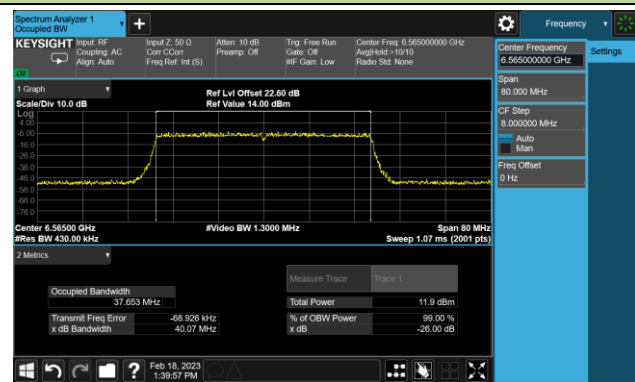 Spectrum Analyzer 1
Occupied BW
Frequency
KEYSIGHT
Input: RF
Coupling: AC
Align: Auto
Input Z: 50 Ω
Corr CCorr
Freq Ref: Int (S)
Atten: 10 dB
Preamp: Off
Trig: Free Run
Gate: Off
#IF Gain: Low
Center Freq: 6.565000000 GHz
Avg|Hold:>10/10
Radio Std: None
Center Frequency
6.565000000 GHz
Settings
Span
80.000 MHz
CF Step
8.000000 MHz
Auto
Man
Freq Offset
0 Hz
1 Graph
Scale/Div 10.0 dB
Ref Lvl Offset 22.60 dB
Ref Value 14.00 dBm
Log
4.00
-6.00
-16.0
-26.0
-36.0
-46.0
-56.0
-66.0
-76.0
Center 6.56500 GHz
#Res BW 430.00 kHz
#Video BW 1.3000 MHz
Span 80 MHz
Sweep 1.07 ms (2001 pts)
2 Metrics
Measure Trace
Trace 1
Occupied Bandwidth
37.653 MHz
Total Power
11.9 dBm
Transmit Freq Error
-68.926 kHz
% of OBW Power
99.00 %
x dB Bandwidth
40.07 MHz
x dB
-26.00 dB
?
Feb 18, 2023
1:39:57 PM